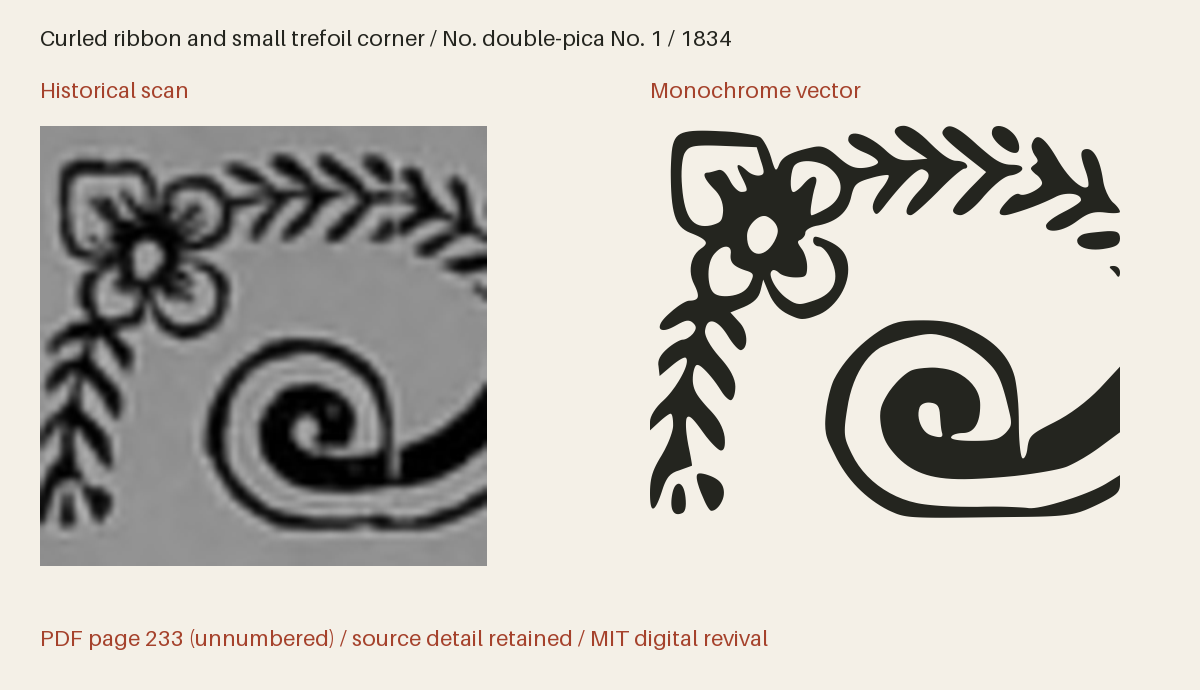 Curled ribbon and small trefoil corner / No. double-pica No. 1 / 1834
Historical scan
Monochrome vector
PDF page 233 (unnumbered) / source detail retained / MIT digital revival